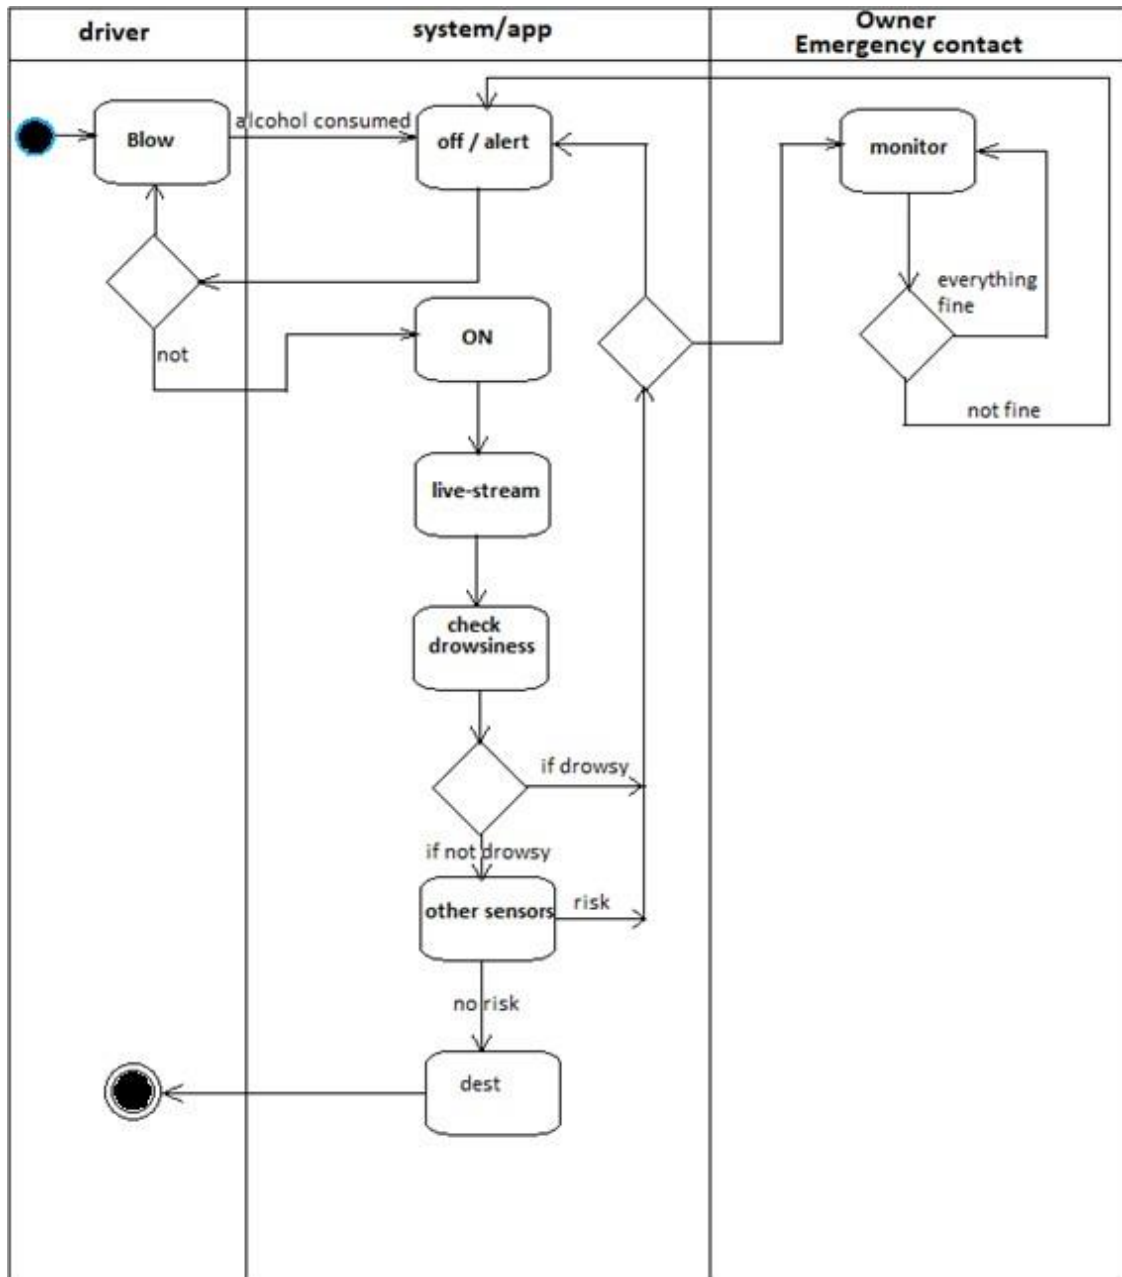 driver
system/app
Owner
Emergency contact
Blow
alcohol consumed
off / alert
monitor
everything
fine
not
ON
not fine
live-stream
check
drowsiness
if drowsy
if not drowsy
other sensors
risk
no risk
dest